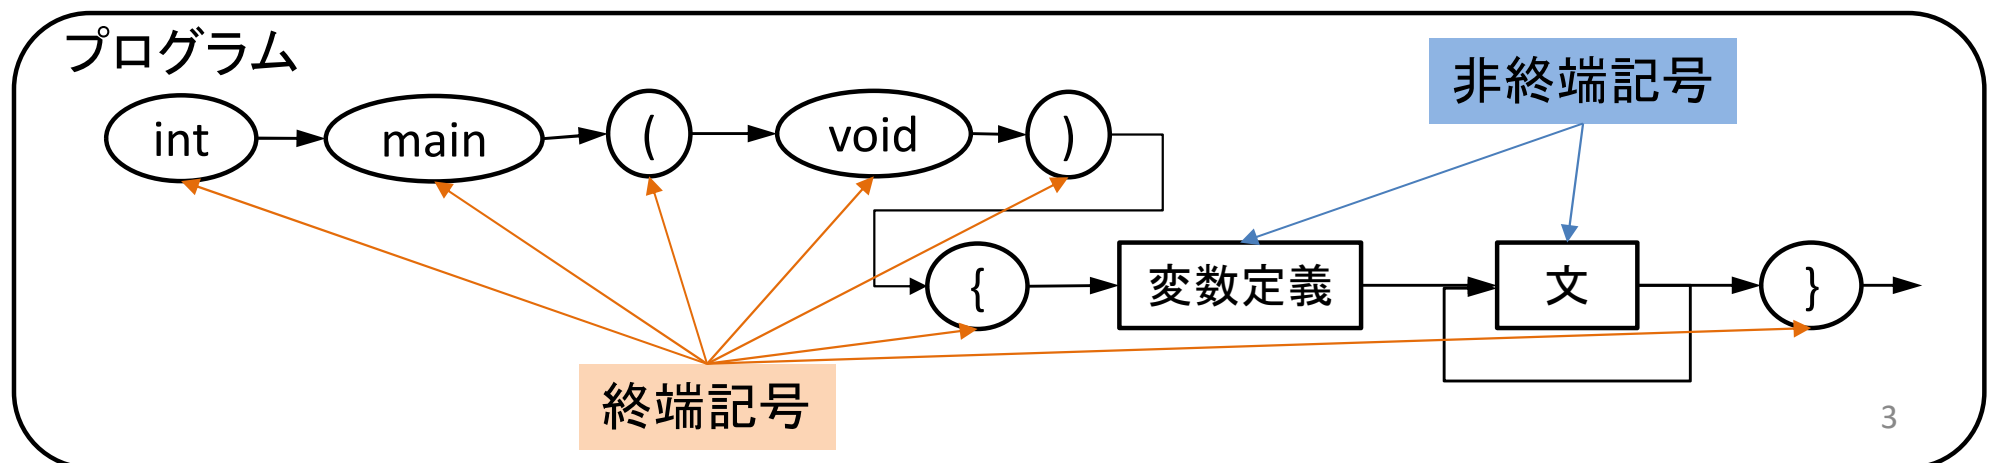 プログラム
非終端記号
int main ( void )
{ 変数定義 文 }
終端記号
3